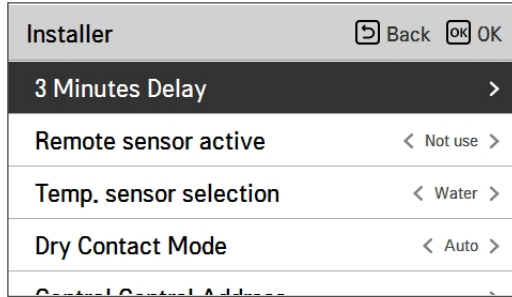 Installer Back OK OK
3 Minutes Delay >
Remote sensor active < Not use >
Temp. sensor selection < Water >
Dry Contact Mode < Auto >